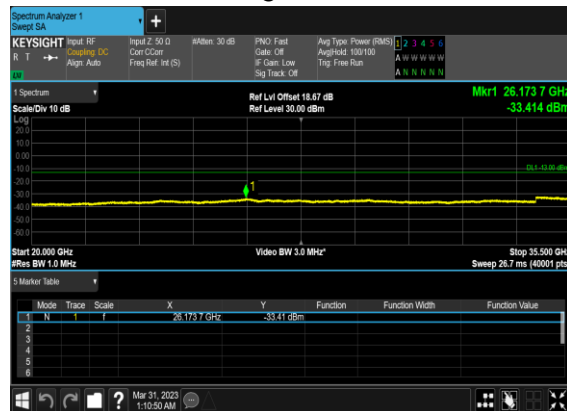 Spectrum Analyzer 1
Swept SA
+
KEYSIGHT Input: RF Input Z: 50 Ω #Atten: 30 dB PNO: Fast Avg Type: Power (RMS) 1 2 3 4 5 6
R T Coupling: DC Corr CCorr Gate: Off Avg|Hold: 100/100 A W W W W W
Align: Auto Freq Ref: Int (S) IF Gain: Low Trig: Free Run
Sig Track: Off A N N N N N
1 Spectrum Ref Lvl Offset 18.67 dB Mkr1 26.173 7 GHz
Scale/Div 10 dB Ref Level 30.00 dBm -33.414 dBm
Log
20.0
10.0
0.00
-10.0 DL1 -13.00 dBm
-20.0
1
-30.0
-40.0
-50.0
-60.0
Start 20.000 GHz Video BW 3.0 MHz* Stop 35.500 GHz
#Res BW 1.0 MHz Sweep 26.7 ms (40001 pts)
5 Marker Table
Mode Trace Scale X Y Function Function Width Function Value
1 N 1 f 26.173 7 GHz -33.41 dBm
2
3
4
5
6
? Mar 31, 2023
1:10:50 AM